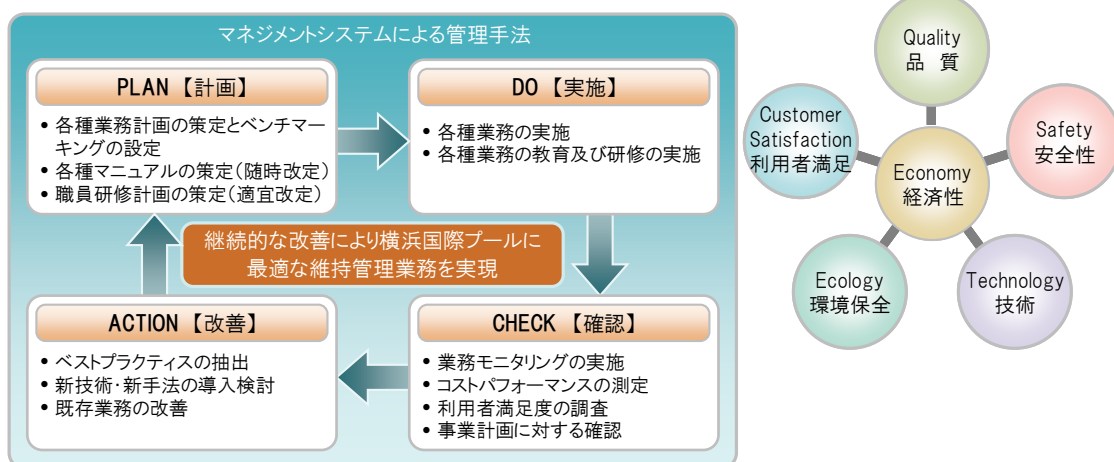 マネジメントシステムによる管理手法
PLAN 【計画】
• 各種業務計画の策定とベンチマー
キングの設定
• 各種マニュアルの策定(随時改定)
• 職員研修計画の策定(適宜改定)
DO 【実施】
• 各種業務の実施
• 各種業務の教育及び研修の実施
継続的な改善により横浜国際プールに
最適な維持管理業務を実現
ACTION 【改善】
• ベストプラクティスの抽出
• 新技術・新手法の導入検討
• 既存業務の改善
CHECK 【確認】
• 業務モニタリングの実施
• コストパフォーマンスの測定
• 利用者満足度の調査
• 事業計画に対する確認
Quality
品 質
Customer
Satisfaction
利用者満足
Safety
安全性
Economy
経済性
Ecology
環境保全
Technology
技術